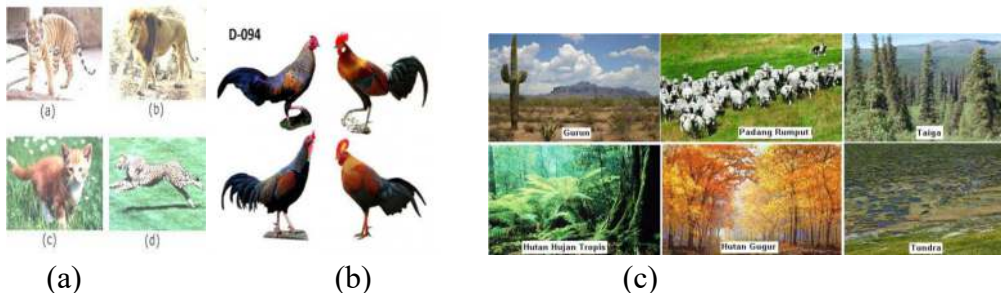 D-094
(a) (b)
(c) (d)
Gurun Padang Rumput Taiga
Hutan Hujan Tropis Hutan Gugur Tundra
(a) (b) (c)